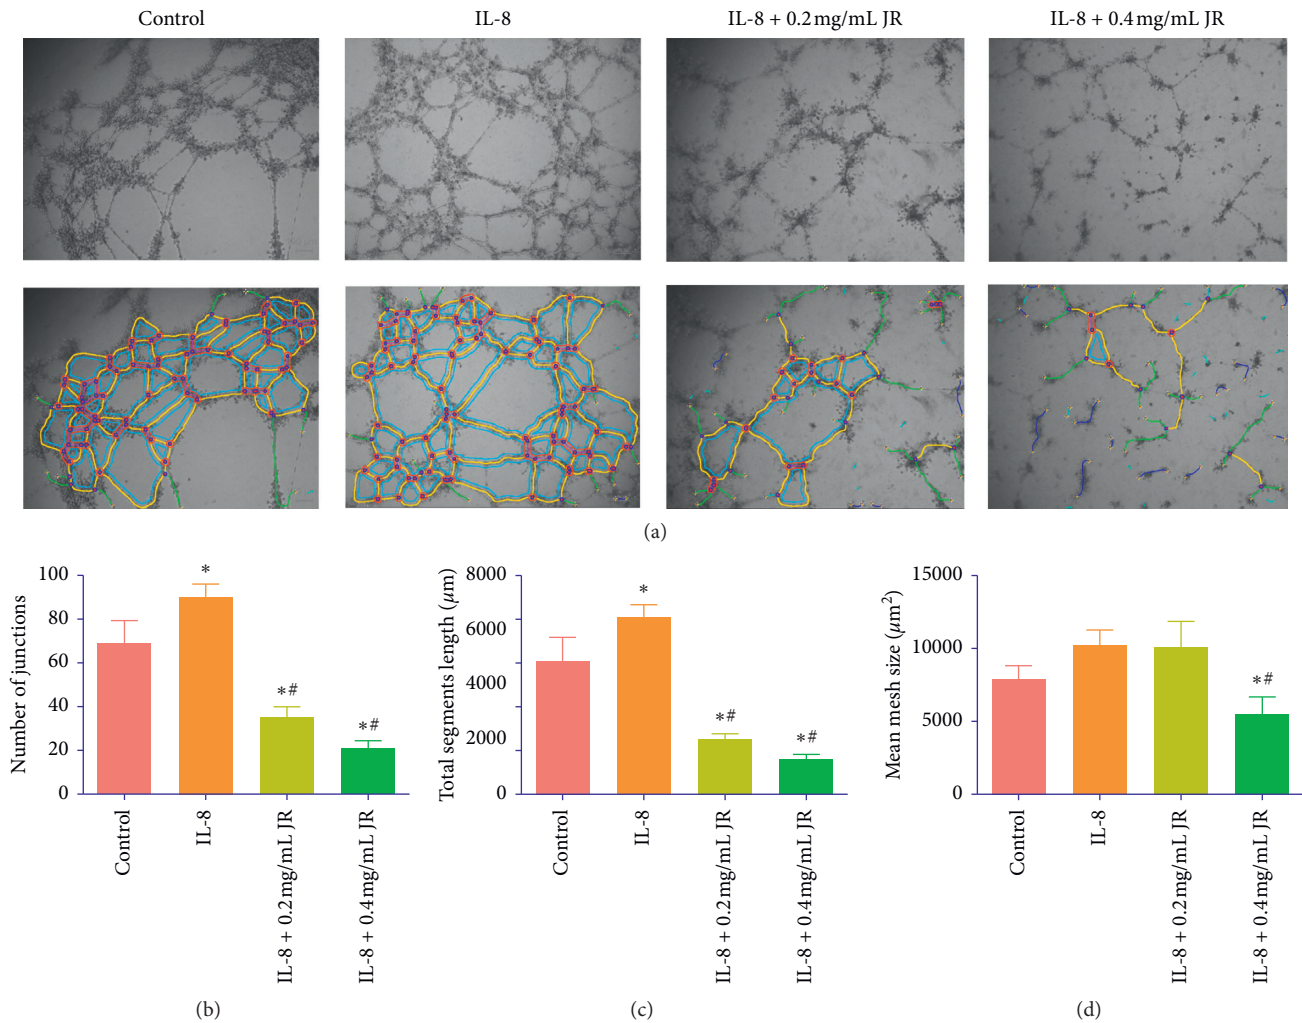 Control
IL-8
IL-8 + 0.2 mg/mL JR
IL-8 + 0.4 mg/mL JR
(a)
Number of junctions
100
80
60
40
20
0
*
*#
*#
Control
IL-8
IL-8 + 0.2 mg/mL JR
IL-8 + 0.4 mg/mL JR
(b)
Total segments length (μm)
8000
6000
4000
2000
0
*
*#
*#
Control
IL-8
IL-8 + 0.2 mg/mL JR
IL-8 + 0.4 mg/mL JR
(c)
Mean mesh size (μm²)
15000
10000
5000
0
*#
Control
IL-8
IL-8 + 0.2 mg/mL JR
IL-8 + 0.4 mg/mL JR
(d)